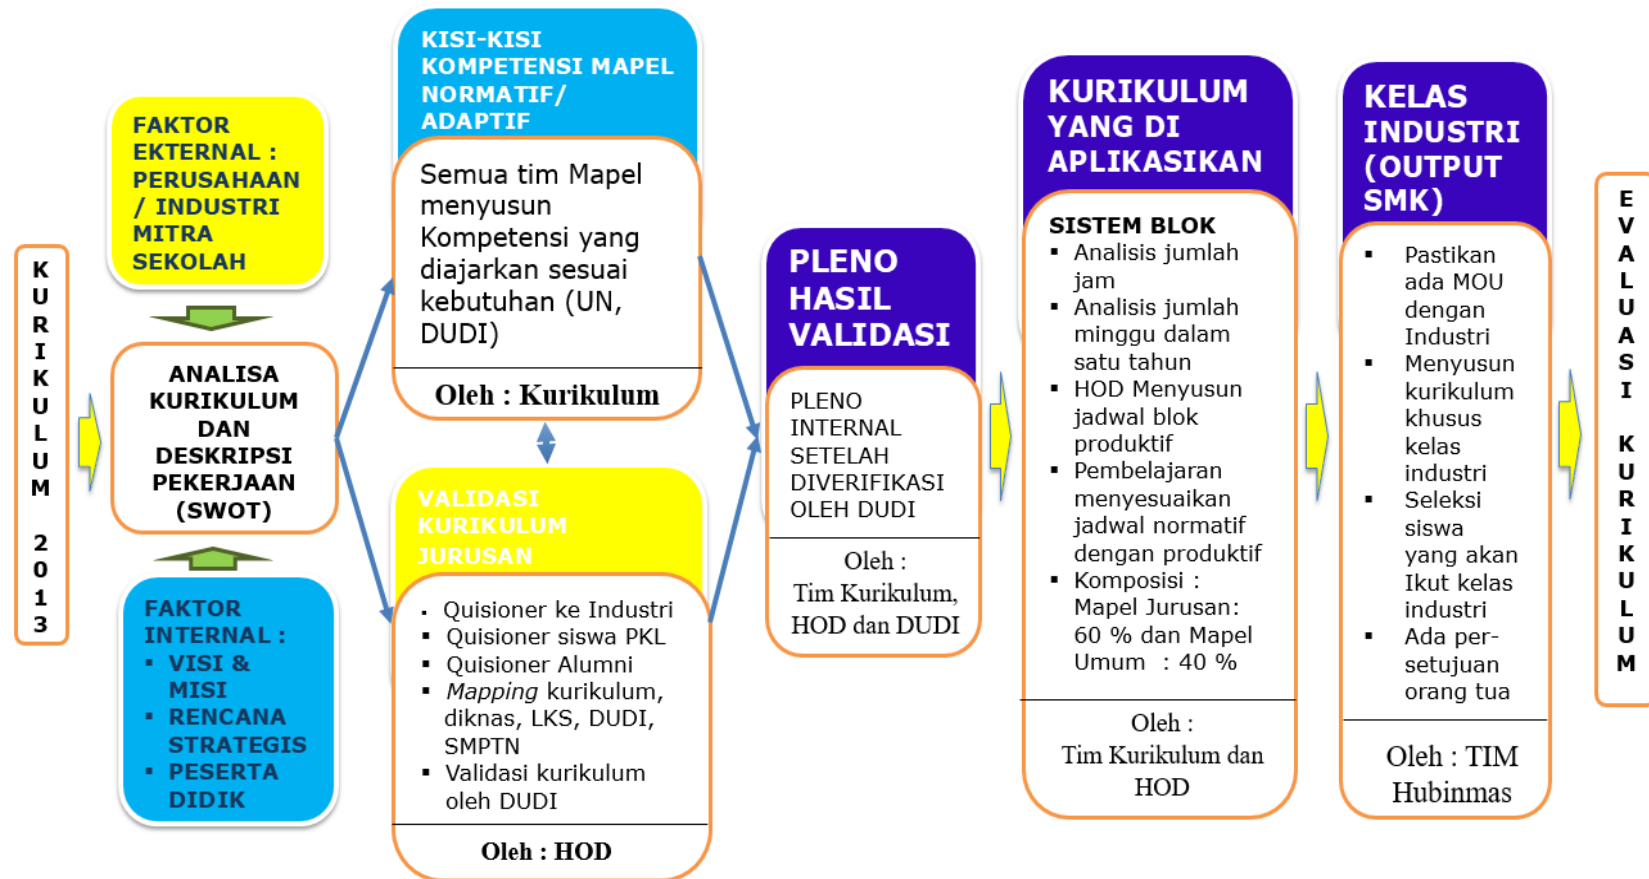 KURIKULUM 2013
FAKTOR
EKTERNAL :
PERUSAHAAN
/ INDUSTRI
MITRA
SEKOLAH
ANALISA
KURIKULUM
DAN
DESKRIPSI
PEKERJAAN
(SWOT)
FAKTOR
INTERNAL :
▪ VISI &
MISI
▪ RENCANA
STRATEGIS
▪ PESERTA
DIDIK
KISI-KISI
KOMPETENSI MAPEL
NORMATIF/
ADAPTIF
Semua tim Mapel
menyusun
Kompetensi yang
diajarkan sesuai
kebutuhan (UN,
DUDI)
Oleh : Kurikulum
VALIDASI
KURIKULUM
JURUSAN
▪ Quisioner ke Industri
▪ Quisioner siswa PKL
▪ Quisioner Alumni
▪ Mapping kurikulum,
diknas, LKS, DUDI,
SMPTN
▪ Validasi kurikulum
oleh DUDI
Oleh : HOD
PLENO
HASIL
VALIDASI
PLENO
INTERNAL
SETELAH
DIVERIFIKASI
OLEH DUDI
Oleh :
Tim Kurikulum,
HOD dan DUDI
KURIKULUM
YANG DI
APLIKASIKAN
SISTEM BLOK
▪ Analisis jumlah
jam
▪ Analisis jumlah
minggu dalam
satu tahun
▪ HOD Menyusun
jadwal blok
produktif
▪ Pembelajaran
menyesuaikan
jadwal normatif
dengan produktif
▪ Komposisi :
Mapel Jurusan:
60 % dan Mapel
Umum : 40 %
Oleh :
Tim Kurikulum dan
HOD
KELAS
INDUSTRI
(OUTPUT
SMK)
▪ Pastikan
ada MOU
dengan
Industri
▪ Menyusun
kurikulum
khusus
kelas
industri
▪ Seleksi
siswa
yang akan
Ikut kelas
industri
▪ Ada per-
setujuan
orang tua
Oleh : TIM
Hubinmas
EVALUASI KURIKULUM